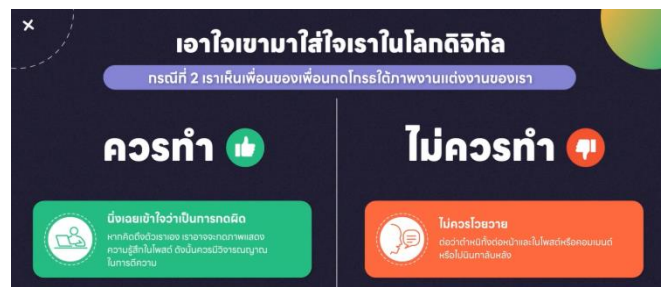 เอาใจเขามาใส่ใจเราในโลกดิจิทัล
กรณีที่ 2 เราเห็นเพื่อนของเพื่อนกดโกรธใต้ภาพงานแต่งงานของเรา
ควรทำ
นิ่งเฉยเข้าใจว่าเป็นการกดผิด
หากคิดถึงตัวเราเอง เราอาจจะกดภาพแสดง
ความรู้สึกในโพสต์ ดังนั้นควรมีวิจารณญาณ
ในการตีความ
ไม่ควรทำ
ไม่ควรโวยวาย
ต่อว่าตำหนิทั้งต่อหน้าและในโพสต์หรือคอมเมนต์
หรือไปนินทาลับหลัง